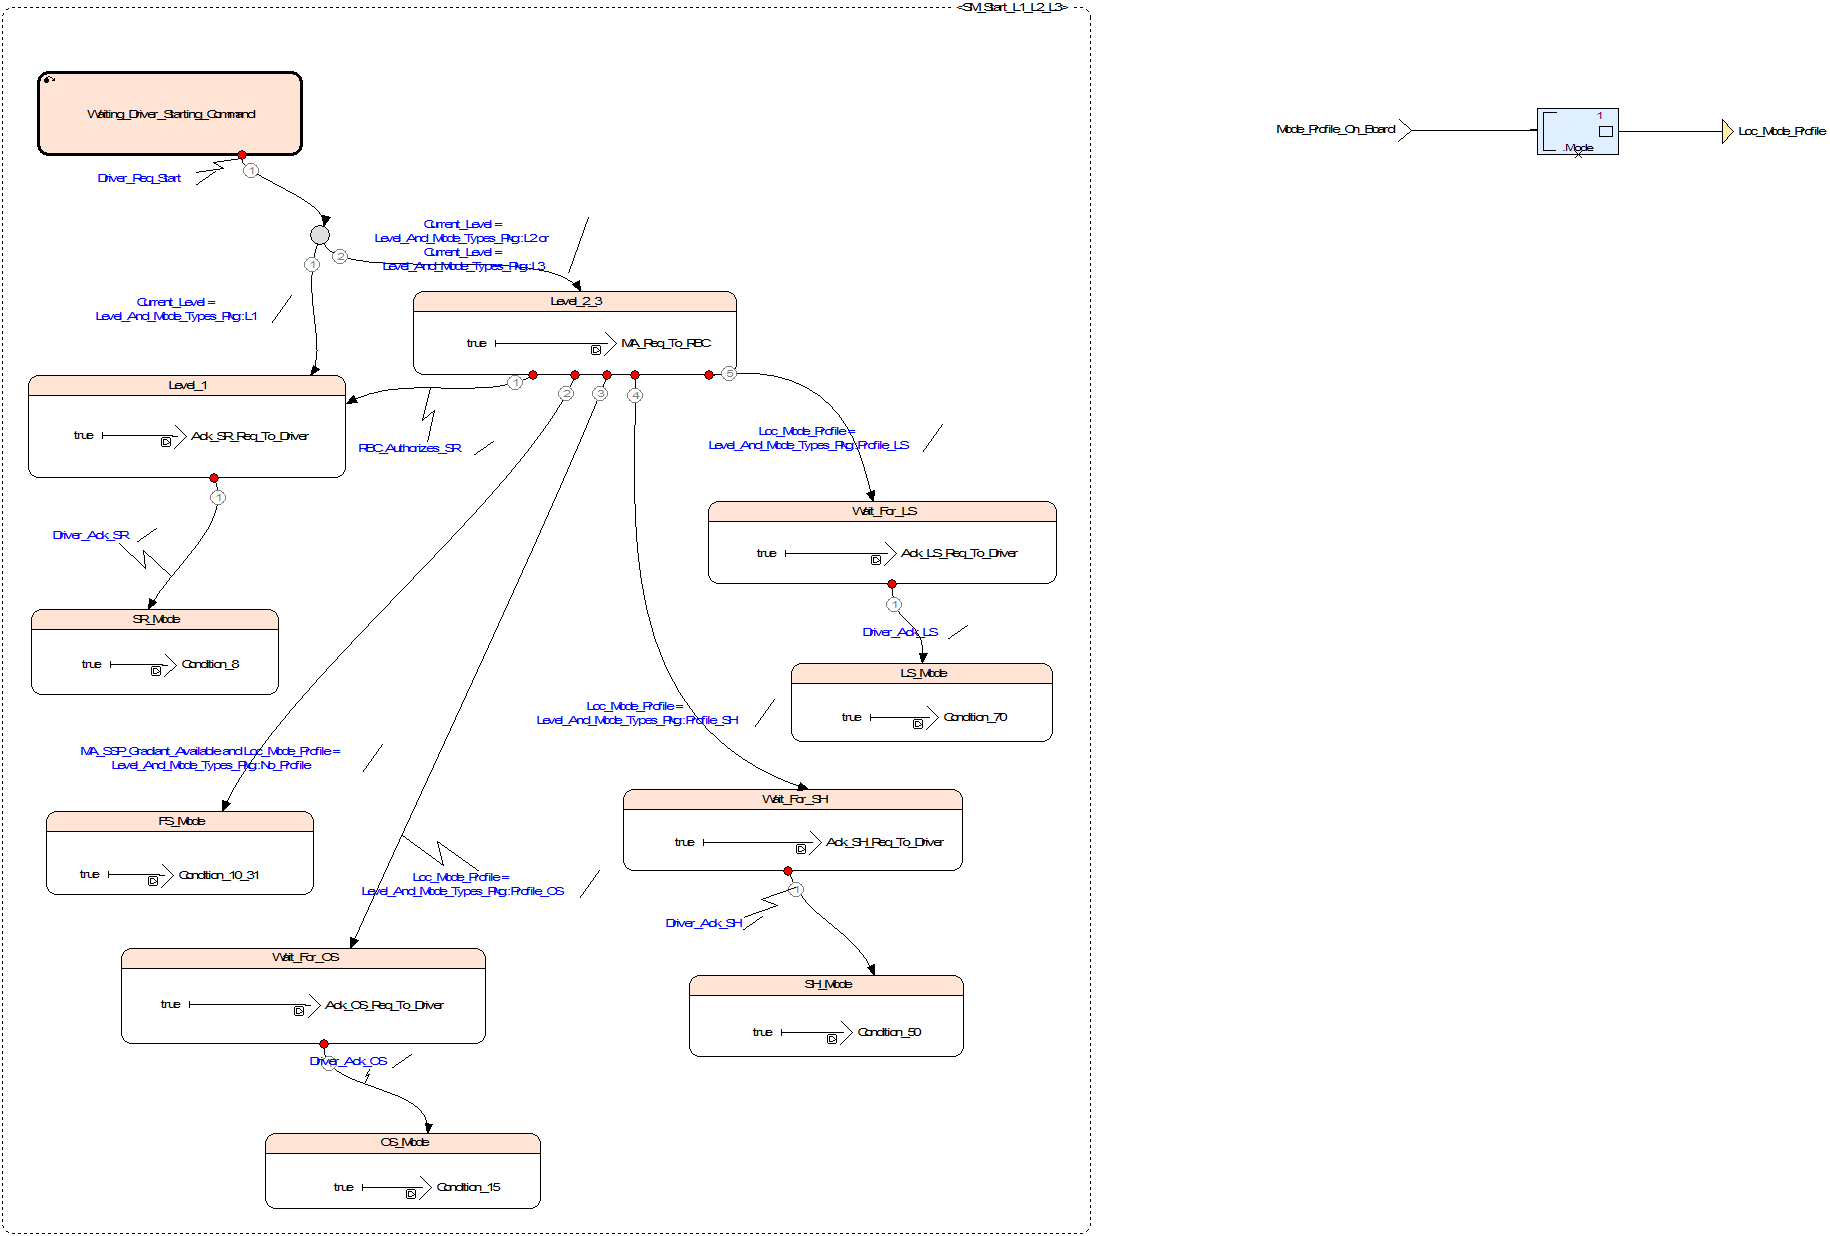 <SM_Start_L1_L2_L3>
Waiting_Driver_Starting_Command
1
Driver_Req_Start
1
2
Current_Level =
Level_And_Mode_Types_Pkg::L2 or
Current_Level =
Level_And_Mode_Types_Pkg::L3
Current_Level =
Level_And_Mode_Types_Pkg::L1
Level_2_3
true
MA_Req_To_RBC
1
2
3
4
5
Level_1
true
Ack_SR_Req_To_Driver
1
RBC_Authorizes_SR
Loc_Mode_Profile =
Level_And_Mode_Types_Pkg::Profile_LS
Wait_For_LS
true
Ack_LS_Req_To_Driver
1
Driver_Ack_SR
SR_Mode
true
Condition_8
Driver_Ack_LS
LS_Mode
true
Condition_70
Loc_Mode_Profile =
Level_And_Mode_Types_Pkg::Profile_SH
MA_SSP_Gradiant_Available and Loc_Mode_Profile =
Level_And_Mode_Types_Pkg::No_Profile
FS_Mode
true
Condition_10_31
Wait_For_SH
true
Ack_SH_Req_To_Driver
1
Loc_Mode_Profile =
Level_And_Mode_Types_Pkg::Profile_OS
Driver_Ack_SH
Wait_For_OS
true
Ack_OS_Req_To_Driver
Driver_Ack_OS
SH_Mode
true
Condition_50
OS_Mode
true
Condition_15
Mode_Profile_On_Board
1
.Mode
Loc_Mode_Profile